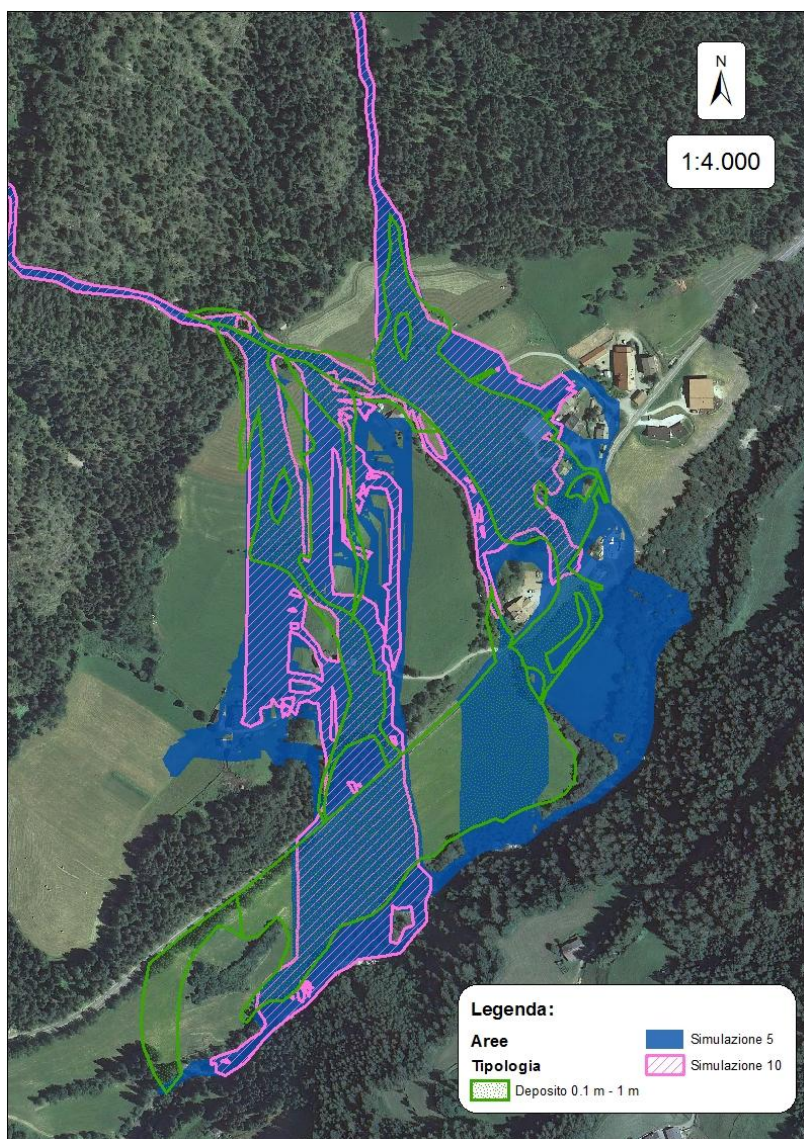 N
1:4.000
Legenda:
Aree
Tipologia
Deposito 0.1 m - 1 m
Simulazione 5
Simulazione 10